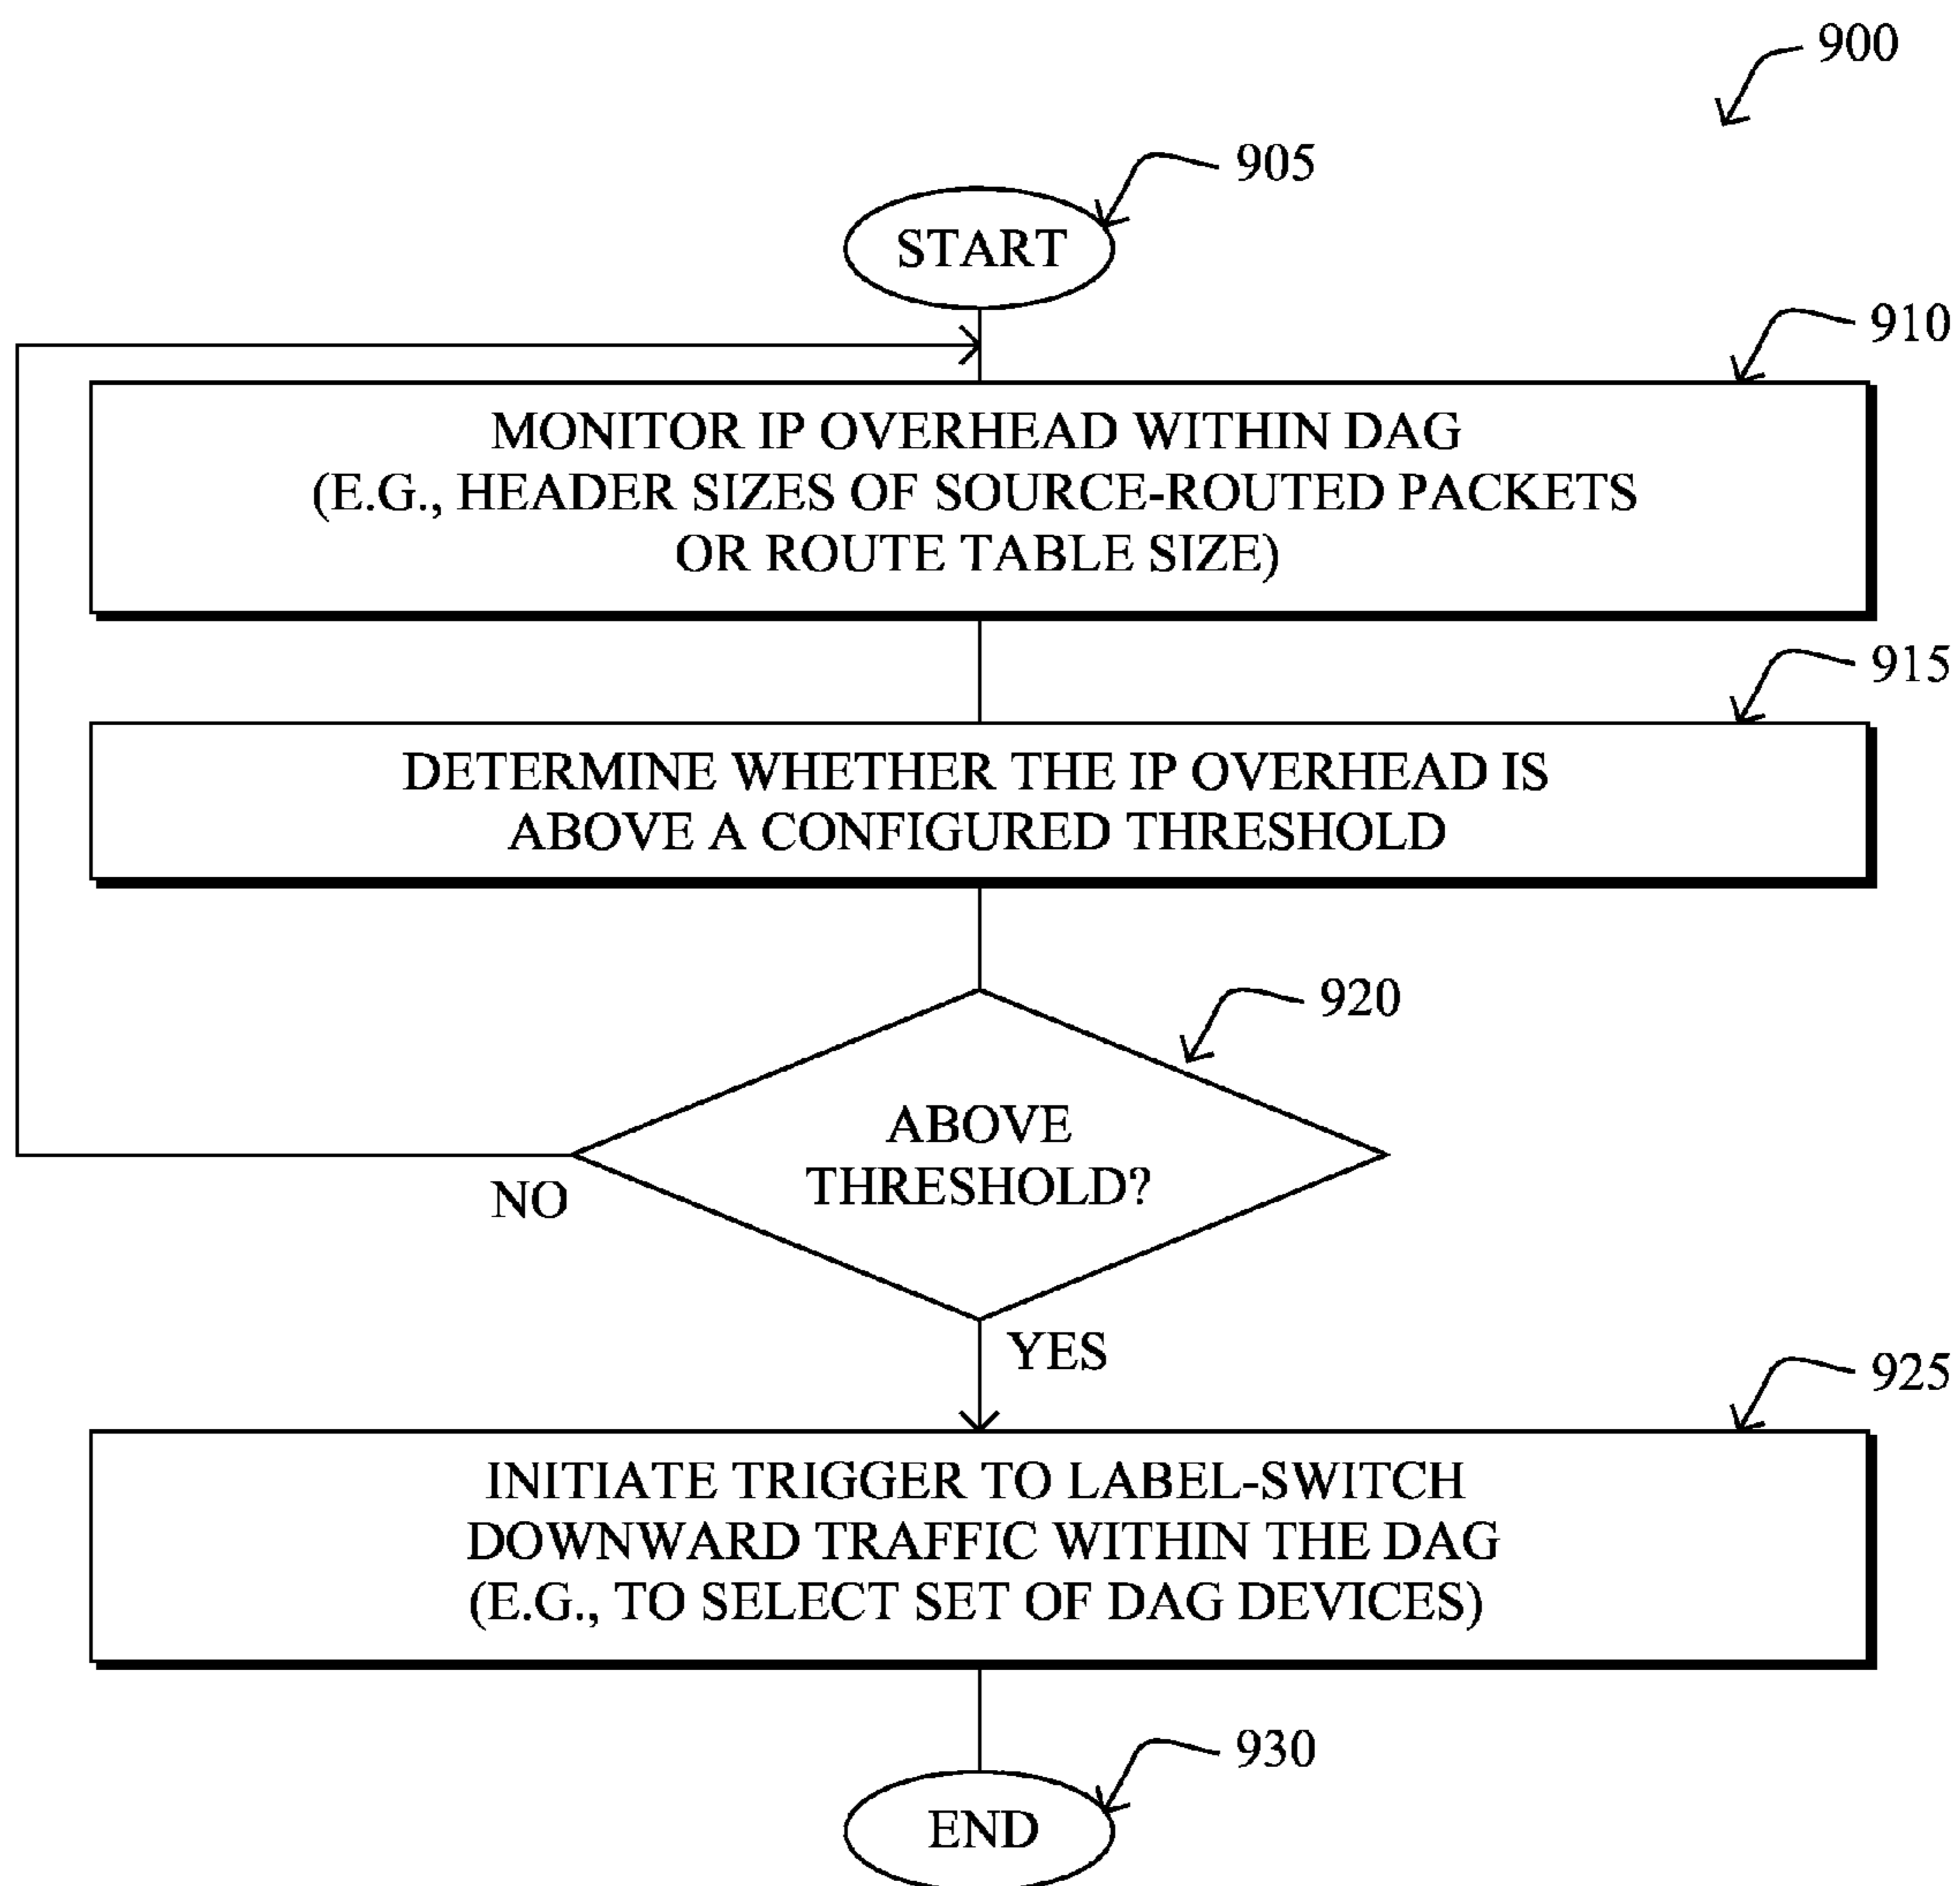 900
905
START
910
MONITOR IP OVERHEAD WITHIN DAG
(E.G., HEADER SIZES OF SOURCE-ROUTED PACKETS
OR ROUTE TABLE SIZE)
915
DETERMINE WHETHER THE IP OVERHEAD IS
ABOVE A CONFIGURED THRESHOLD
920
ABOVE
THRESHOLD?
NO
YES
925
INITIATE TRIGGER TO LABEL-SWITCH
DOWNWARD TRAFFIC WITHIN THE DAG
(E.G., TO SELECT SET OF DAG DEVICES)
930
END